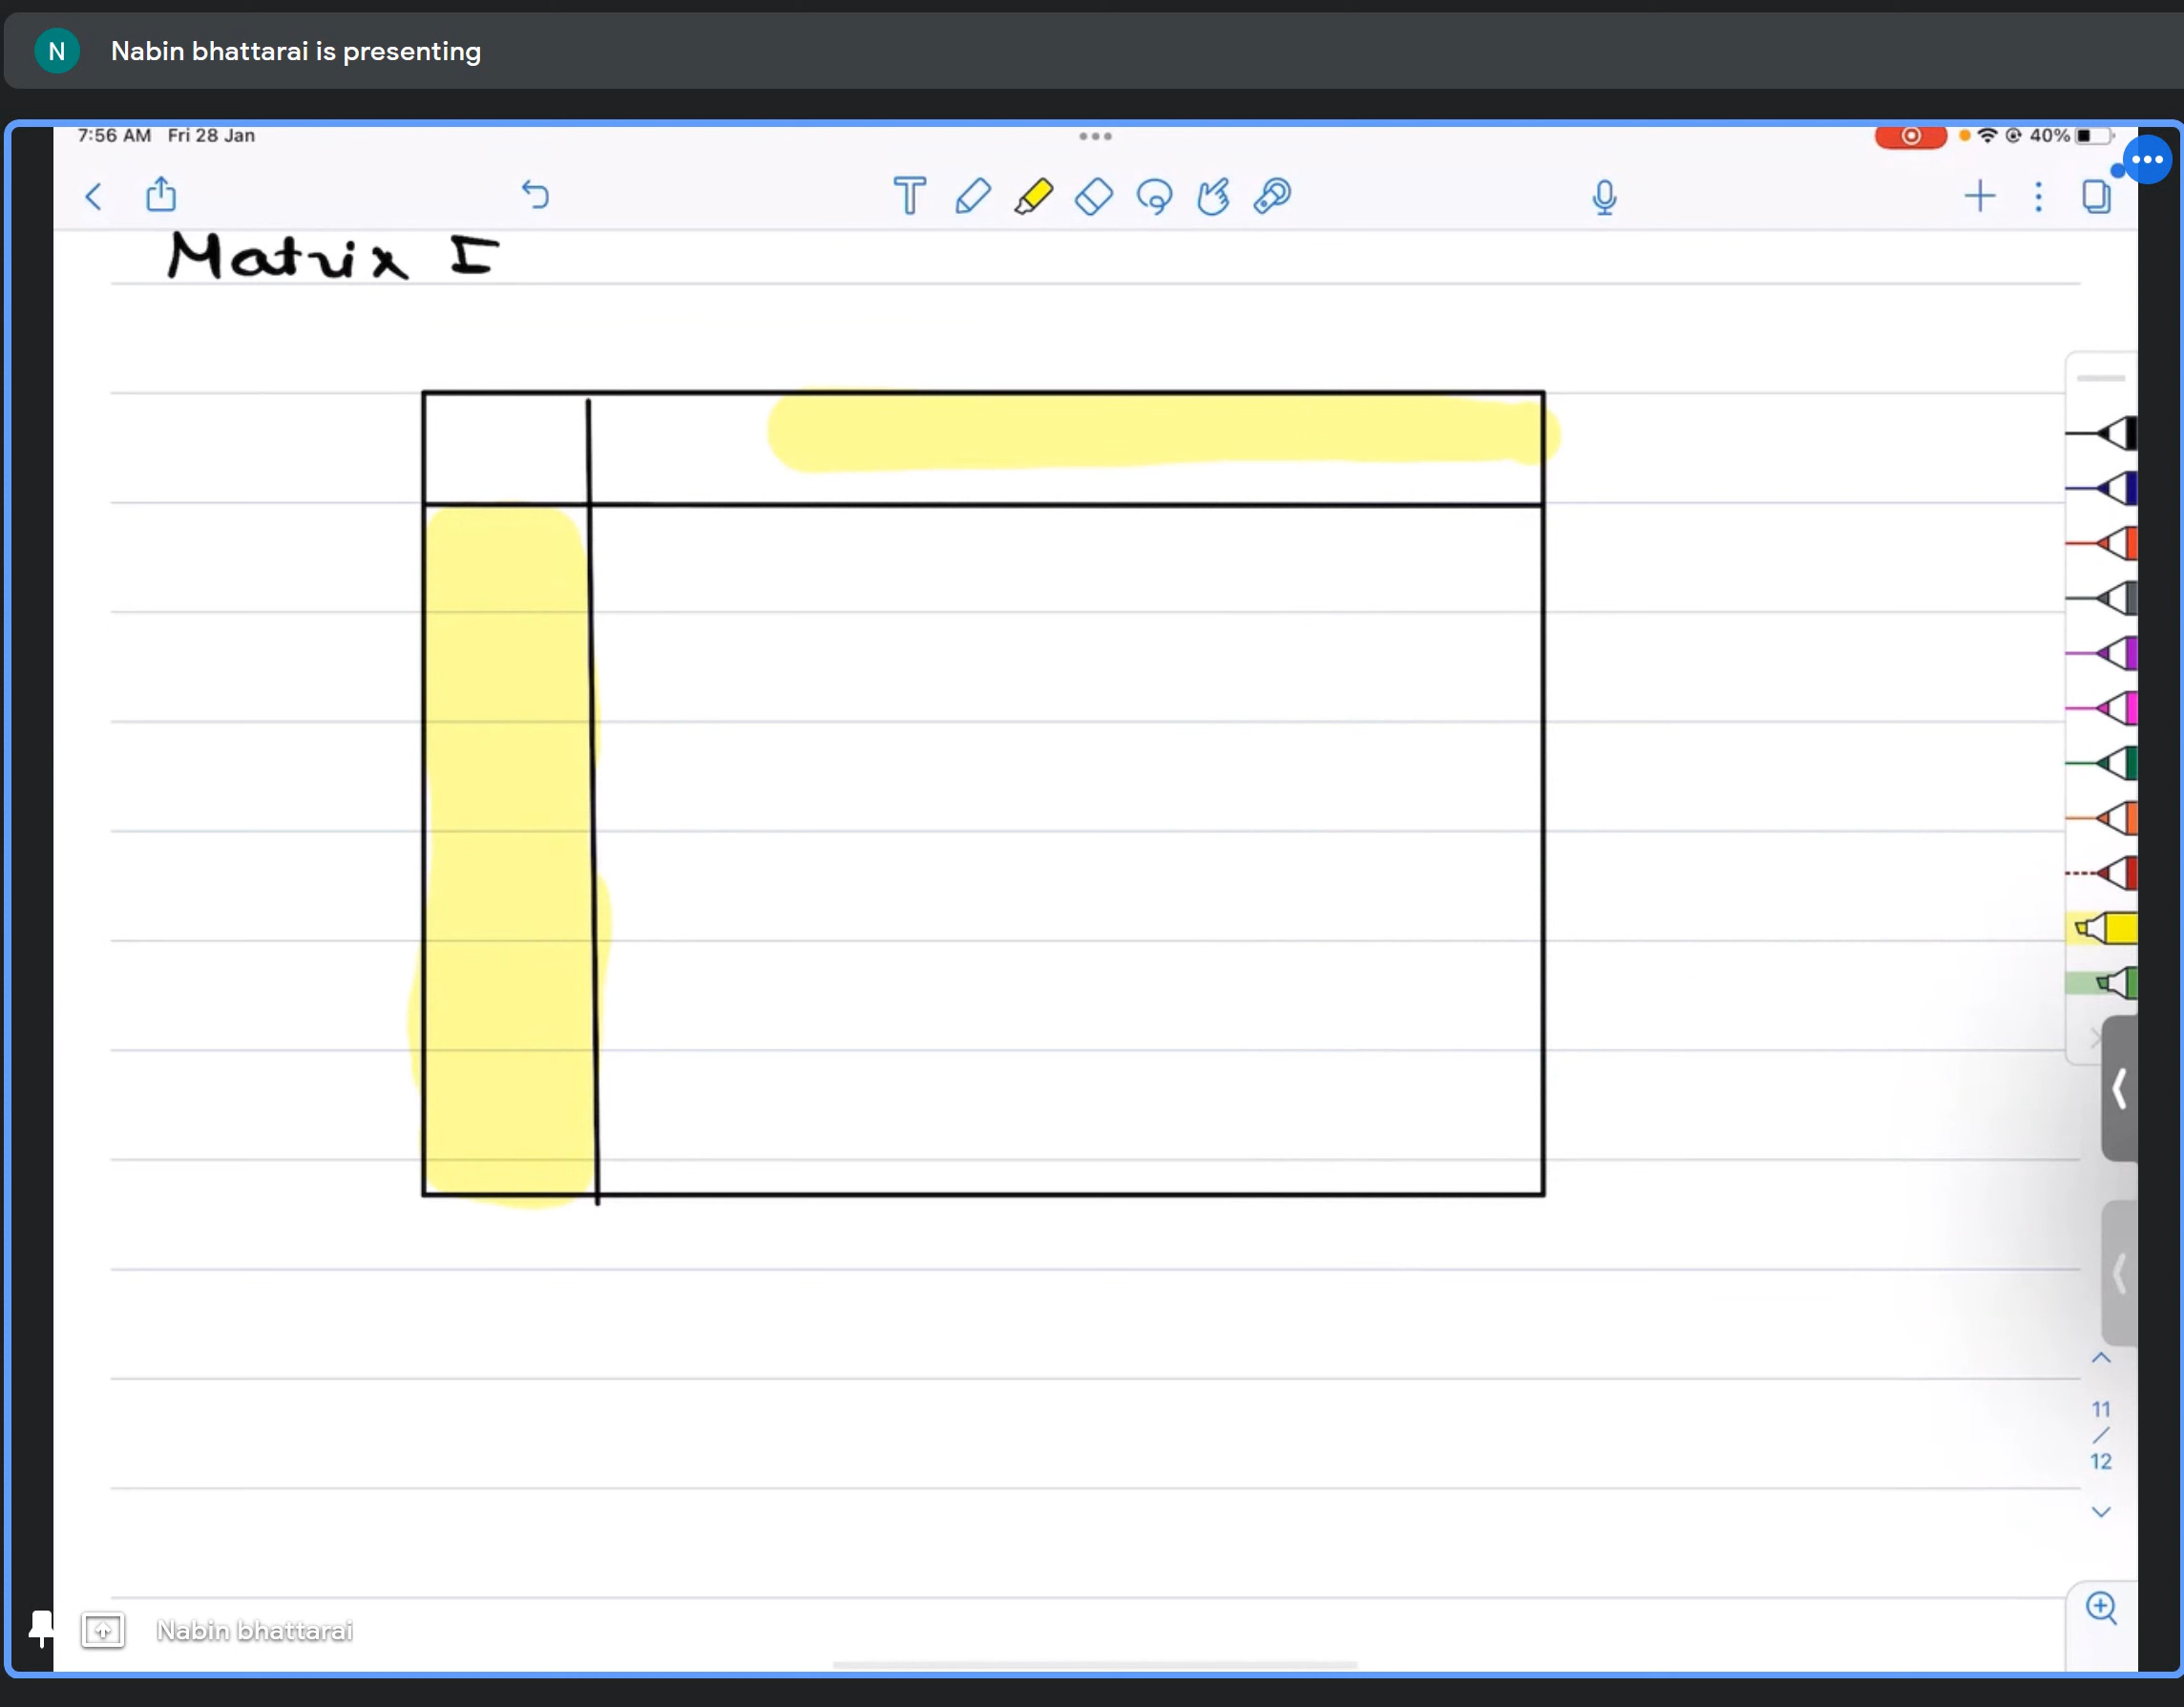 N Nabin bhattarai is presenting
7:56 AM Fri 28 Jan
40%
T
Matrix I
11
/
12
Nabin bhattarai